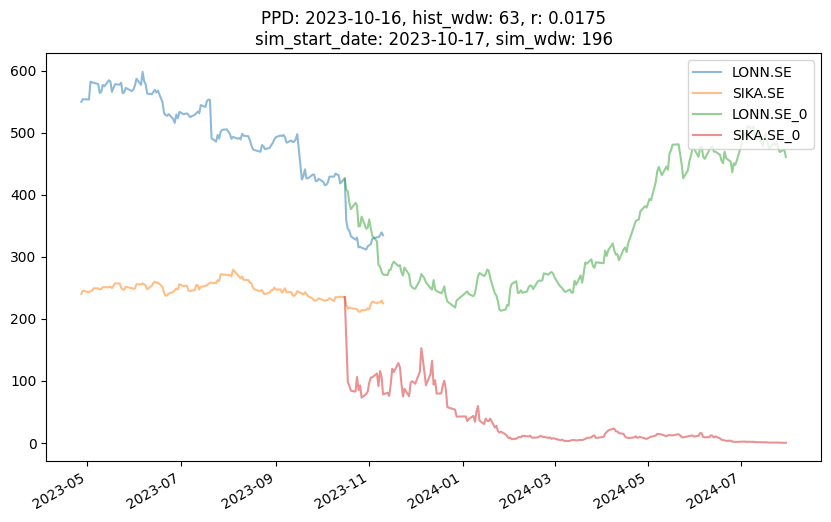 PPD: 2023-10-16, hist_wdw: 63, r: 0.0175
sim_start_date: 2023-10-17, sim_wdw: 196
LONN.SE
SIKA.SE
LONN.SE_0
SIKA.SE_0
600
500
400
300
200
100
0
2023-05
2023-07
2023-09
2023-11
2024-01
2024-03
2024-05
2024-07